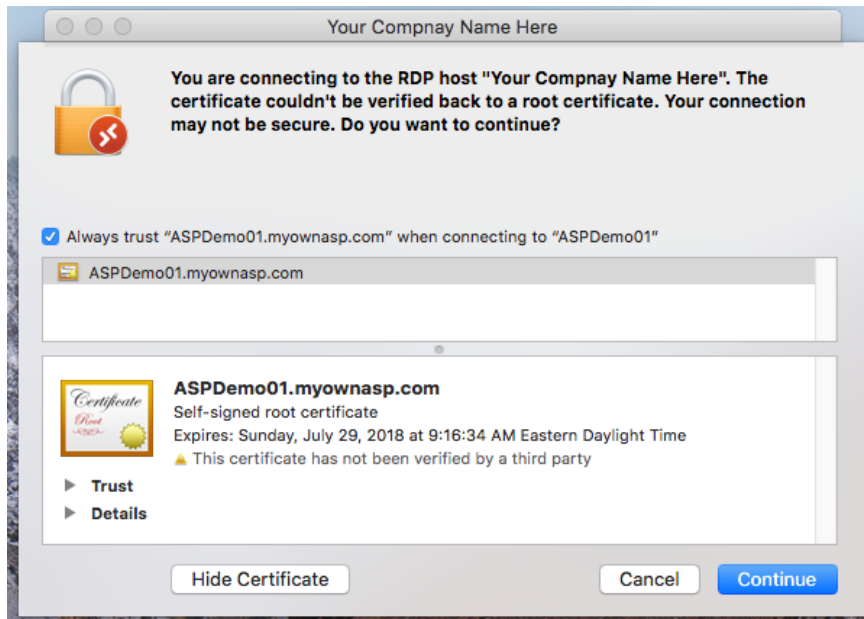 Your Compnay Name Here
You are connecting to the RDP host "Your Compnay Name Here". The
certificate couldn't be verified back to a root certificate. Your connection
may not be secure. Do you want to continue?
Always trust “ASPDemo01.myownasp.com” when connecting to “ASPDemo01”
ASPDemo01.myownasp.com
Certificate
Root
ASPDemo01.myownasp.com
Self-signed root certificate
Expires: Sunday, July 29, 2018 at 9:16:34 AM Eastern Daylight Time
This certificate has not been verified by a third party
Trust
Details
Hide Certificate
Cancel
Continue